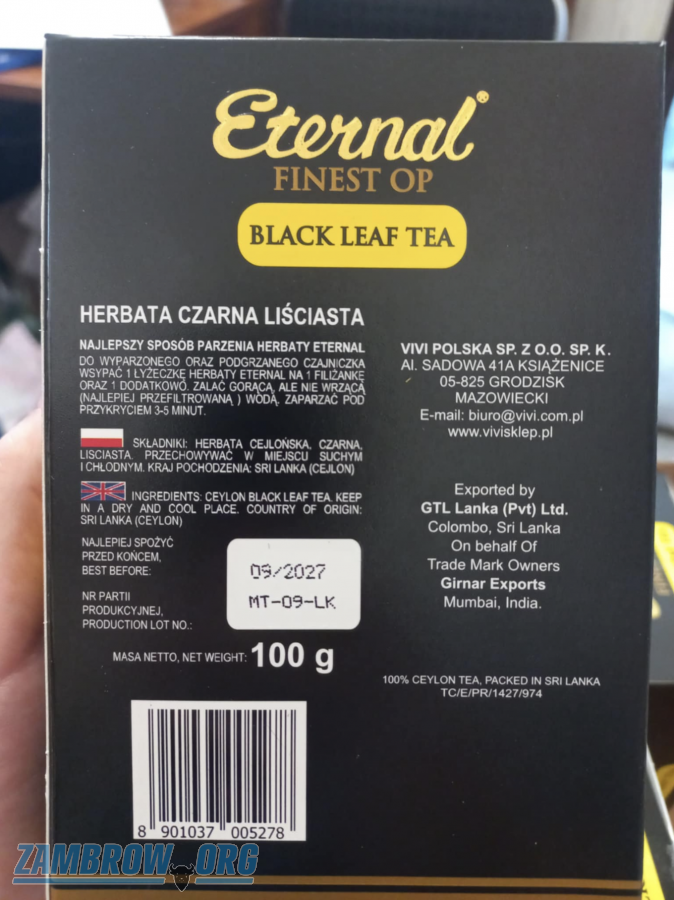 Eternal®
FINEST OP
BLACK LEAF TEA
HERBATA CZARNA LIŚCIASTA
NAJLEPSZY SPOSÓB PARZENIA HERBATY ETERNAL
DO WYPARZONEGO ORAZ PODGRZANEGO CZAJNICZKA
WSYPAĆ 1 ŁYŻECZKĘ HERBATY ETERNAL NA 1 FILIŻANKĘ
ORAZ 1 DODATKOWO. ZALAĆ GORĄCĄ, ALE NIE WRZĄCĄ
(NAJLEPIEJ PRZEFILTROWANĄ ) WODĄ. ZAPARZAĆ POD
PRZYKRYCIEM 3-5 MINUT.
SKŁADNIKI: HERBATA CEJLOŃSKA, CZARNA,
LIŚCIASTA. PRZECHOWYWAĆ W MIEJSCU SUCHYM
I CHŁODNYM. KRAJ POCHODZENIA: SRI LANKA (CEJLON)
INGREDIENTS: CEYLON BLACK LEAF TEA. KEEP
IN A DRY AND COOL PLACE. COUNTRY OF ORIGIN:
SRI LANKA (CEYLON)
NAJLEPIEJ SPOŻYĆ
PRZED KOŃCEM,
BEST BEFORE:
09/2027
NR PARTII
PRODUKCYJNEJ,
PRODUCTION LOT NO.:
MT-09-LK
MASA NETTO, NET WEIGHT: 100 g
VIVI POLSKA SP. Z O.O. SP. K.
Al. SADOWA 41A KSIĄŻENICE
05-825 GRODZISK
MAZOWIECKI
E-mail: biuro@vivi.com.pl
www.vivisklep.pl
Exported by
GTL Lanka (Pvt) Ltd.
Colombo, Sri Lanka
On behalf Of
Trade Mark Owners
Girnar Exports
Mumbai, India.
100% CEYLON TEA, PACKED IN SRI LANKA
TC/E/PR/1427/974
8 901037 005278
ZAMBROW.ORG